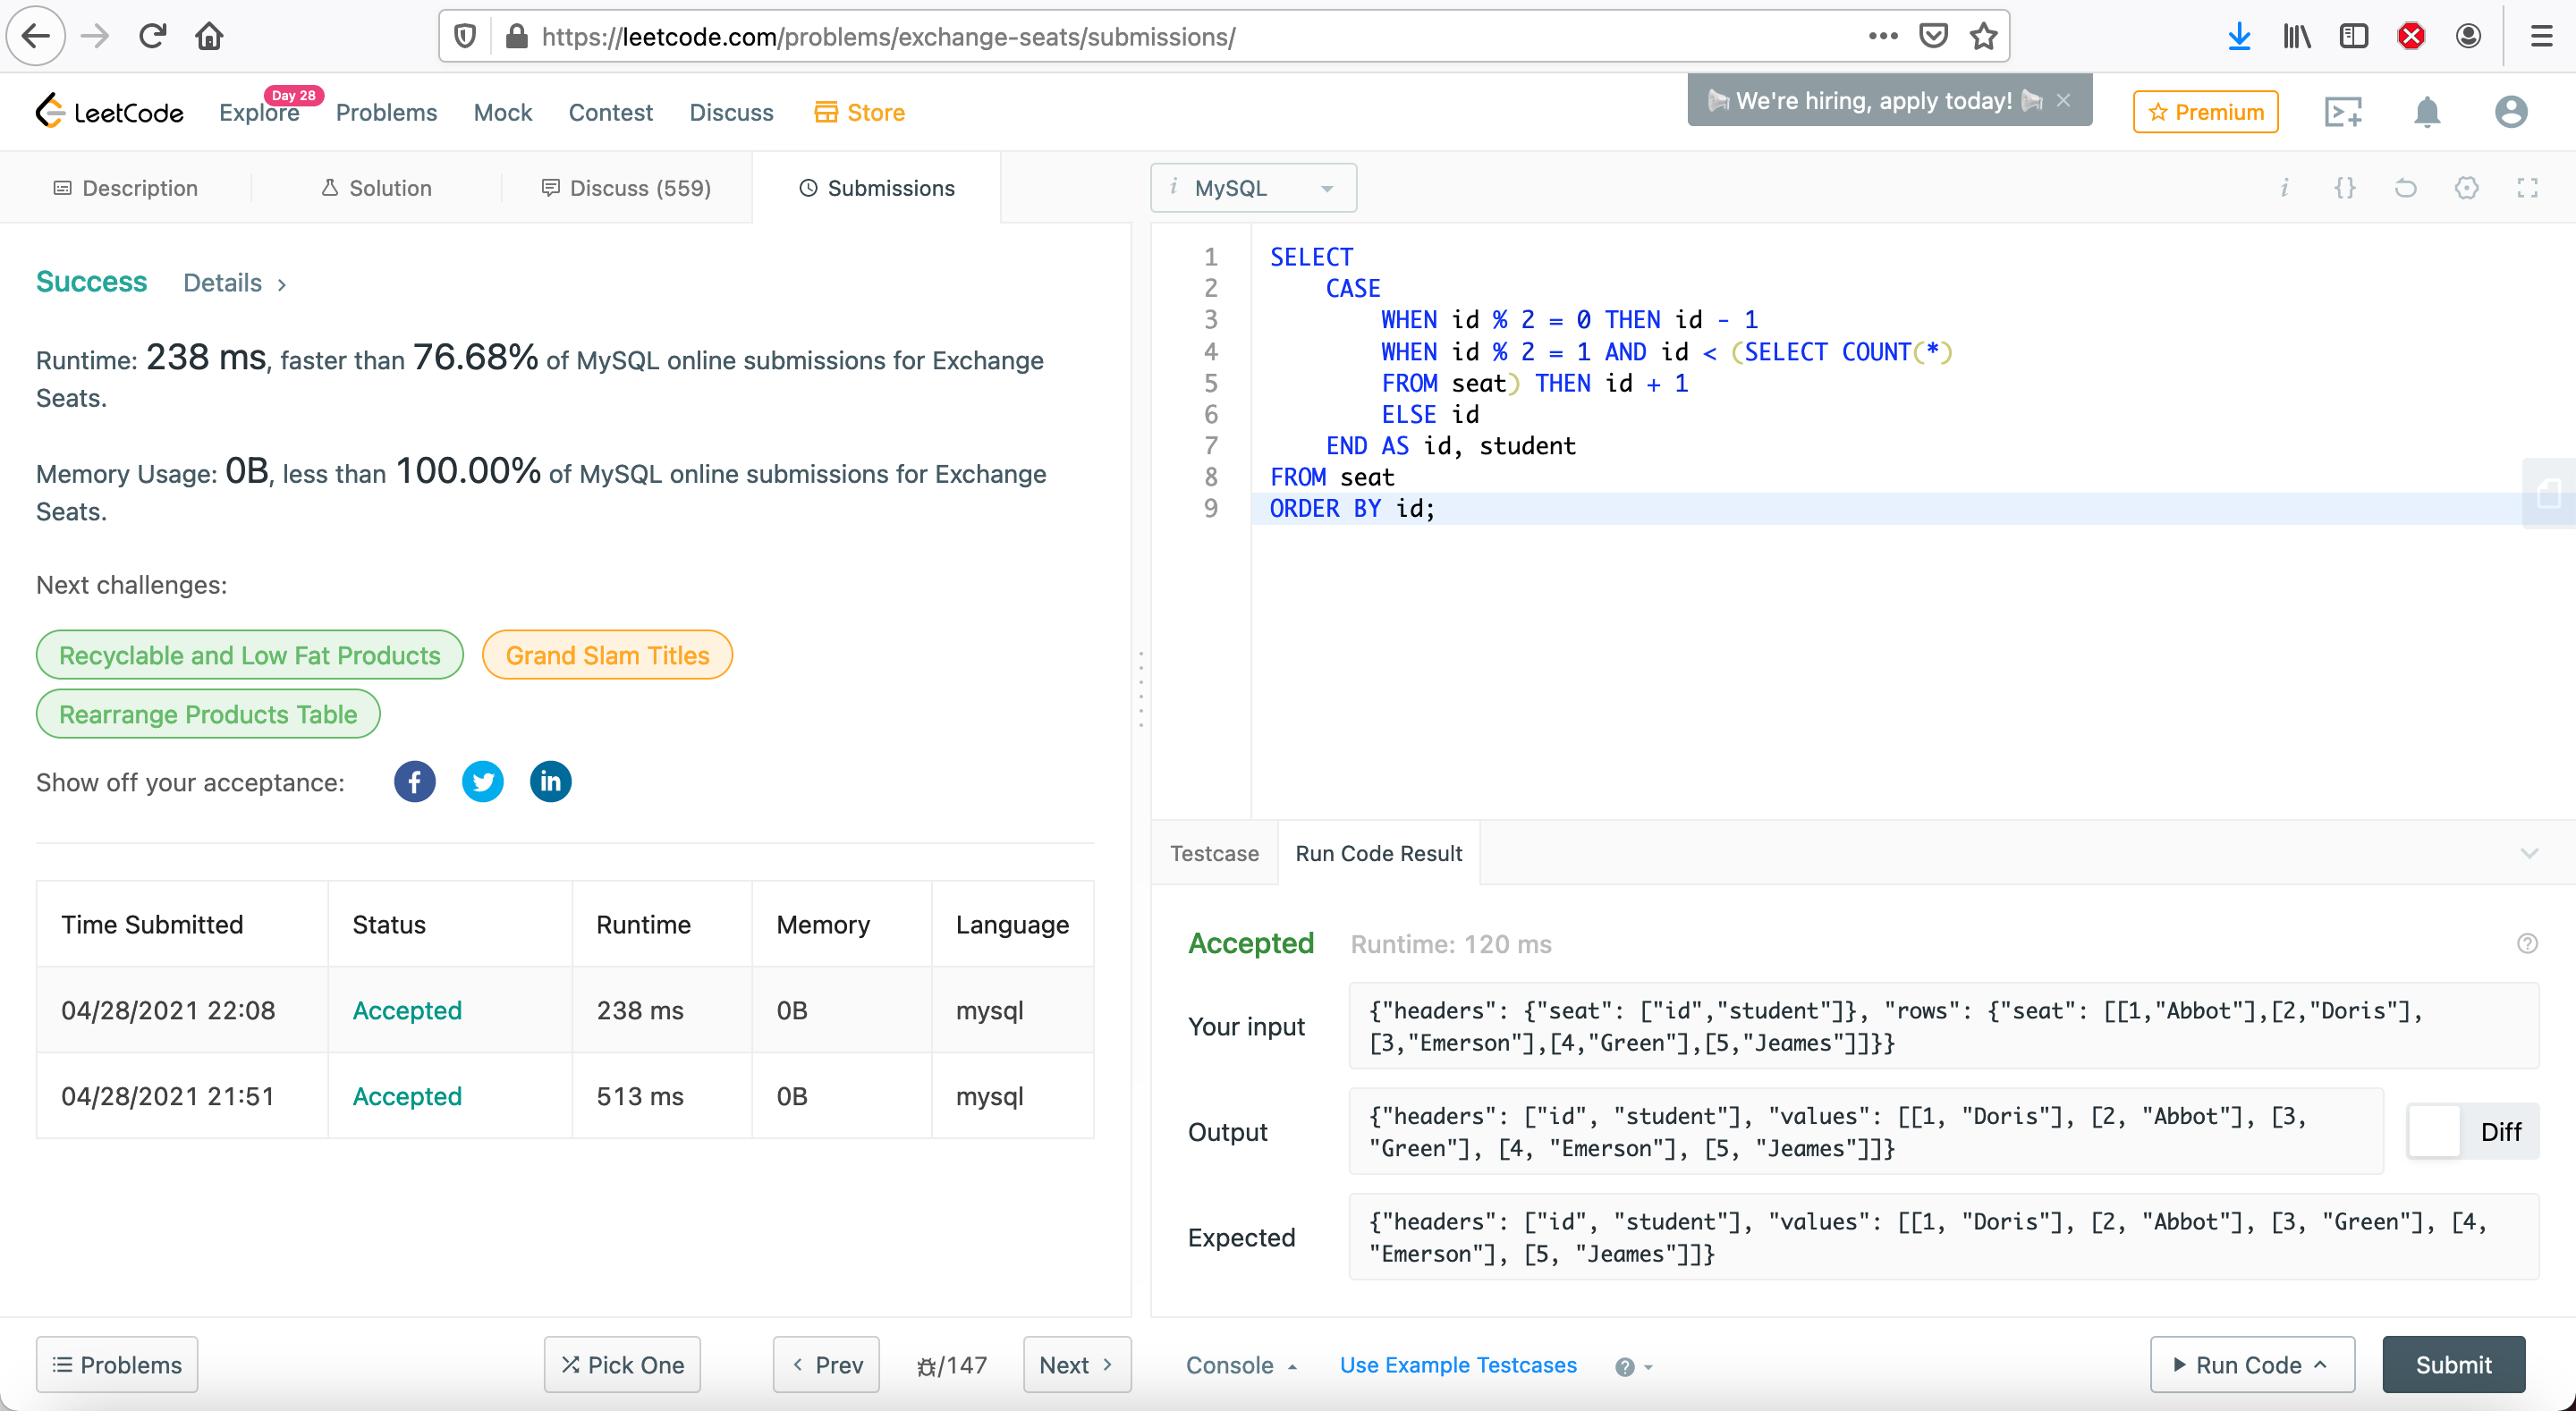 https://leetcode.com/problems/exchange-seats/submissions/
LeetCode
Explore
Day 28
Problems
Mock
Contest
Discuss
Store
We're hiring, apply today!
Premium
Description
Solution
Discuss (559)
Submissions
i MySQL
Success Details
Runtime: 238 ms, faster than 76.68% of MySQL online submissions for Exchange
Seats.
Memory Usage: 0B, less than 100.00% of MySQL online submissions for Exchange
Seats.
Next challenges:
Recyclable and Low Fat Products
Grand Slam Titles
Rearrange Products Table
Show off your acceptance:
Time Submitted Status Runtime Memory Language
04/28/2021 22:08 Accepted 238 ms 0B mysql
04/28/2021 21:51 Accepted 513 ms 0B mysql
1 SELECT
2 CASE
3 WHEN id % 2 = 0 THEN id - 1
4 WHEN id % 2 = 1 AND id < (SELECT COUNT(*)
5 FROM seat) THEN id + 1
6 ELSE id
7 END AS id, student
8 FROM seat
9 ORDER BY id;
Testcase
Run Code Result
Accepted Runtime: 120 ms
Your input
{"headers": {"seat": ["id","student"]}, "rows": {"seat": [[1,"Abbot"],[2,"Doris"],
[3,"Emerson"],[4,"Green"],[5,"Jeames"]]}}
Output
{"headers": ["id", "student"], "values": [[1, "Doris"], [2, "Abbot"], [3,
"Green"], [4, "Emerson"], [5, "Jeames"]]}
Diff
Expected
{"headers": ["id", "student"], "values": [[1, "Doris"], [2, "Abbot"], [3, "Green"], [4,
"Emerson"], [5, "Jeames"]]}
Problems
Pick One
Prev
/147
Next
Console
Use Example Testcases
Run Code
Submit